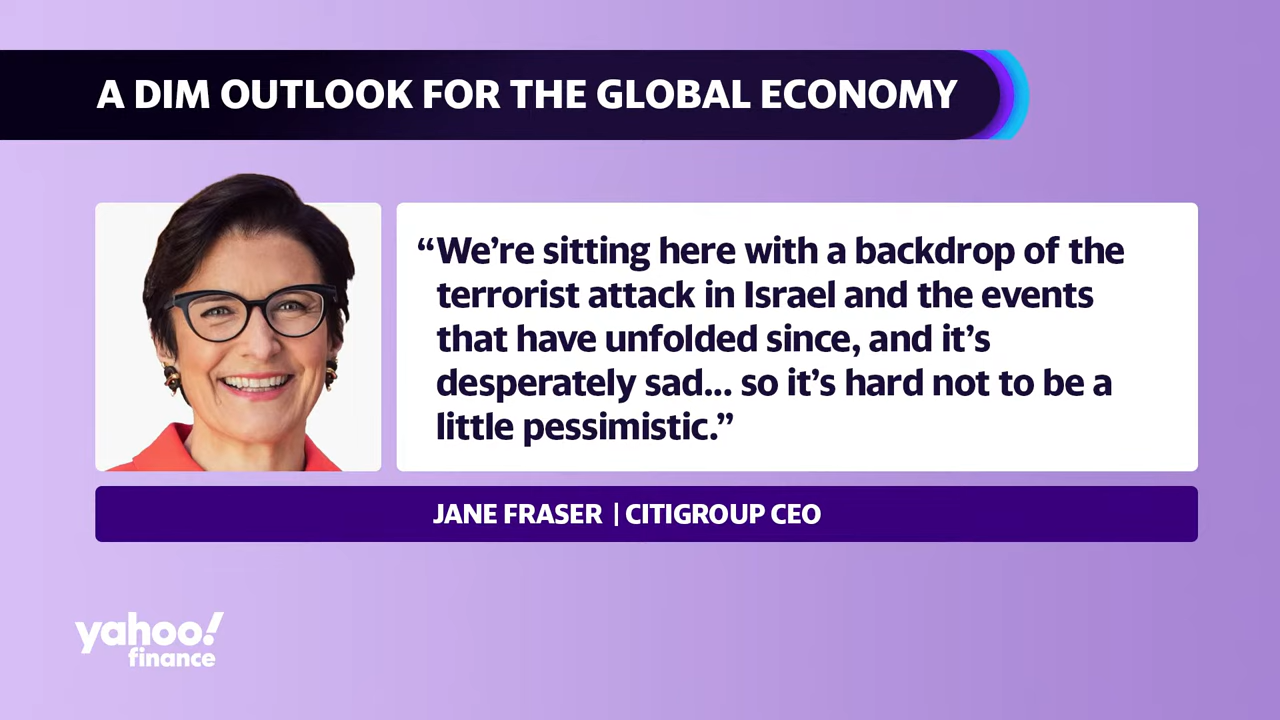 A DIM OUTLOOK FOR THE GLOBAL ECONOMY
“We’re sitting here with a backdrop of the
terrorist attack in Israel and the events
that have unfolded since, and it’s
desperately sad... so it’s hard not to be a
little pessimistic.”
JANE FRASER | CITIGROUP CEO
yahoo!
finance